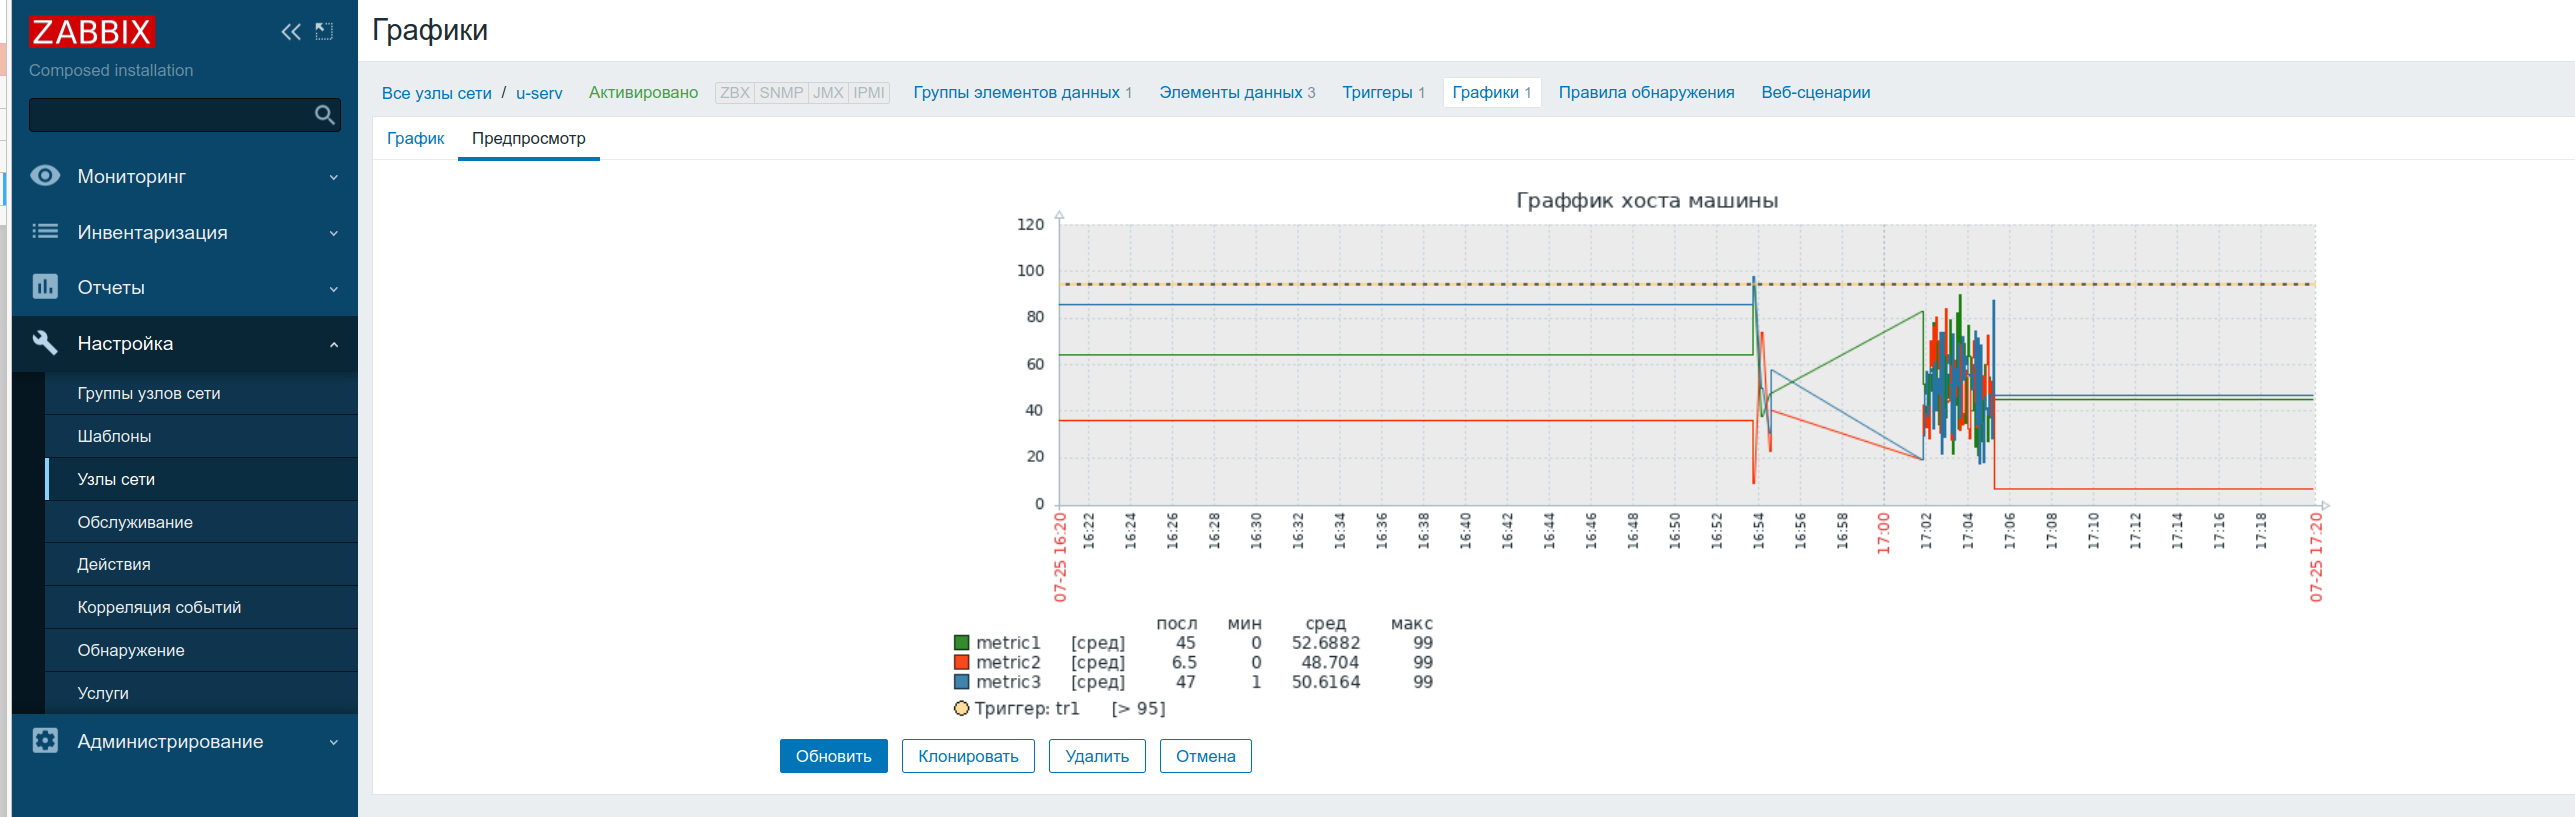 ZABBIX
Composed installation
Мониторинг
Инвентаризация
Отчеты
Настройка
Группы узлов сети
Шаблоны
Узлы сети
Обслуживание
Действия
Корреляция событий
Обнаружение
Услуги
Администрирование
Графики
Все узлы сети / u-serv Активировано ZBX SNMP JMX IPMI Группы элементов данных 1 Элементы данных 3 Триггеры 1 Графики 1 Правила обнаружения Веб-сценарии
График Предпросмотр
Граффик хоста машины
120
100
80
60
40
20
0
07-25 16:20 16:22 16:24 16:26 16:28 16:30 16:32 16:34 16:36 16:38 16:40 16:42 16:44 16:46 16:48 16:50 16:52 16:54 16:56 16:58 17:00 17:02 17:04 17:06 17:08 17:10 17:12 17:14 17:16 17:18 07-25 17:20
посл мин сред макс
metric1 [сред] 45 0 52.6882 99
metric2 [сред] 6.5 0 48.704 99
metric3 [сред] 47 1 50.6164 99
Триггер: tr1 [> 95]
Обновить Клонировать Удалить Отмена